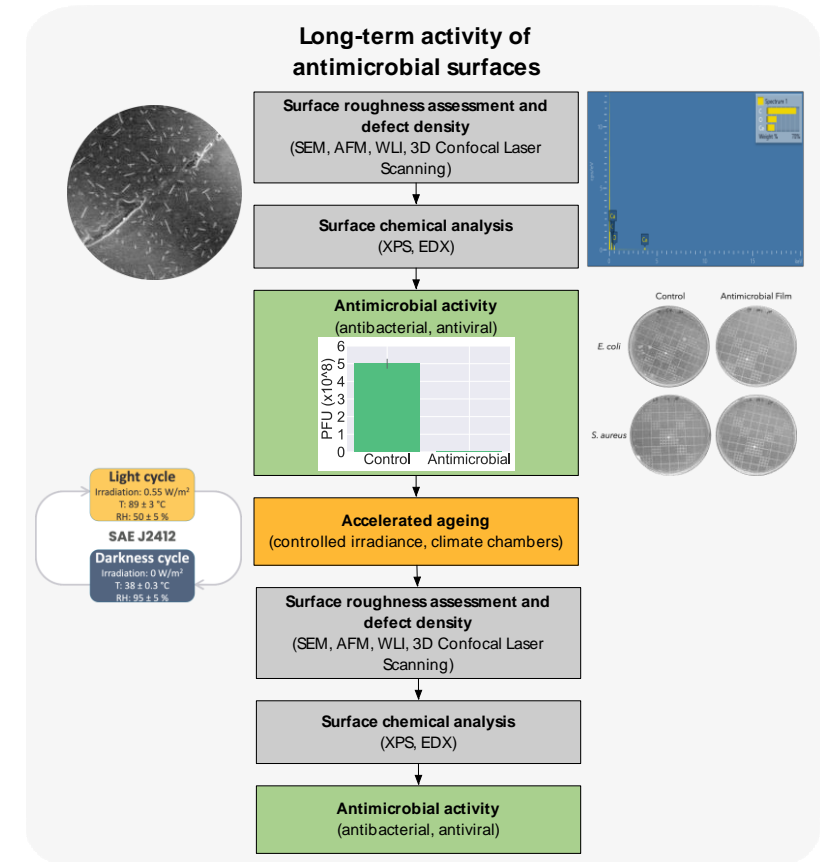 Long-term activity of
antimicrobial surfaces
Surface roughness assessment and
defect density
(SEM, AFM, WLI, 3D Confocal Laser
Scanning)
Surface chemical analysis
(XPS, EDX)
Spectrum 1
C
O
Ca
Weight %
Antimicrobial activity
(antibacterial, antiviral)
PFU (x10^8)
6
5
4
3
2
1
0
Control
Antimicrobial
Control
Antimicrobial Film
E. coli
S. aureus
Light cycle
Irradiation: 0.55 W/m²
T: 89 ± 3 °C
RH: 50 ± 5 %
SAE J2412
Darkness cycle
Irradiation: 0 W/m²
T: 38 ± 0.3 °C
RH: 95 ± 5 %
Accelerated ageing
(controlled irradiance, climate chambers)
Surface roughness assessment and
defect density
(SEM, AFM, WLI, 3D Confocal Laser
Scanning)
Surface chemical analysis
(XPS, EDX)
Antimicrobial activity
(antibacterial, antiviral)